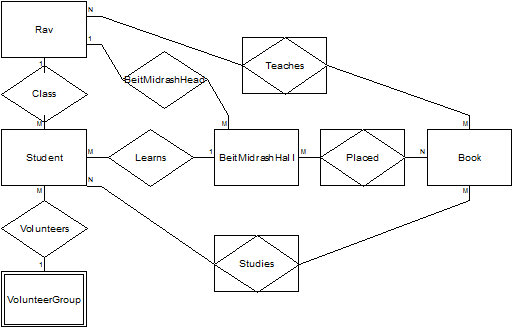 N
Rav
1
1
Teaches
BeitMidrashHead
Class
M
M
M
Student
M
Learns
1
BeitMidrashHall
M
Placed
N
Book
M
N
M
Volunteers
Studies
1
VolunteerGroup